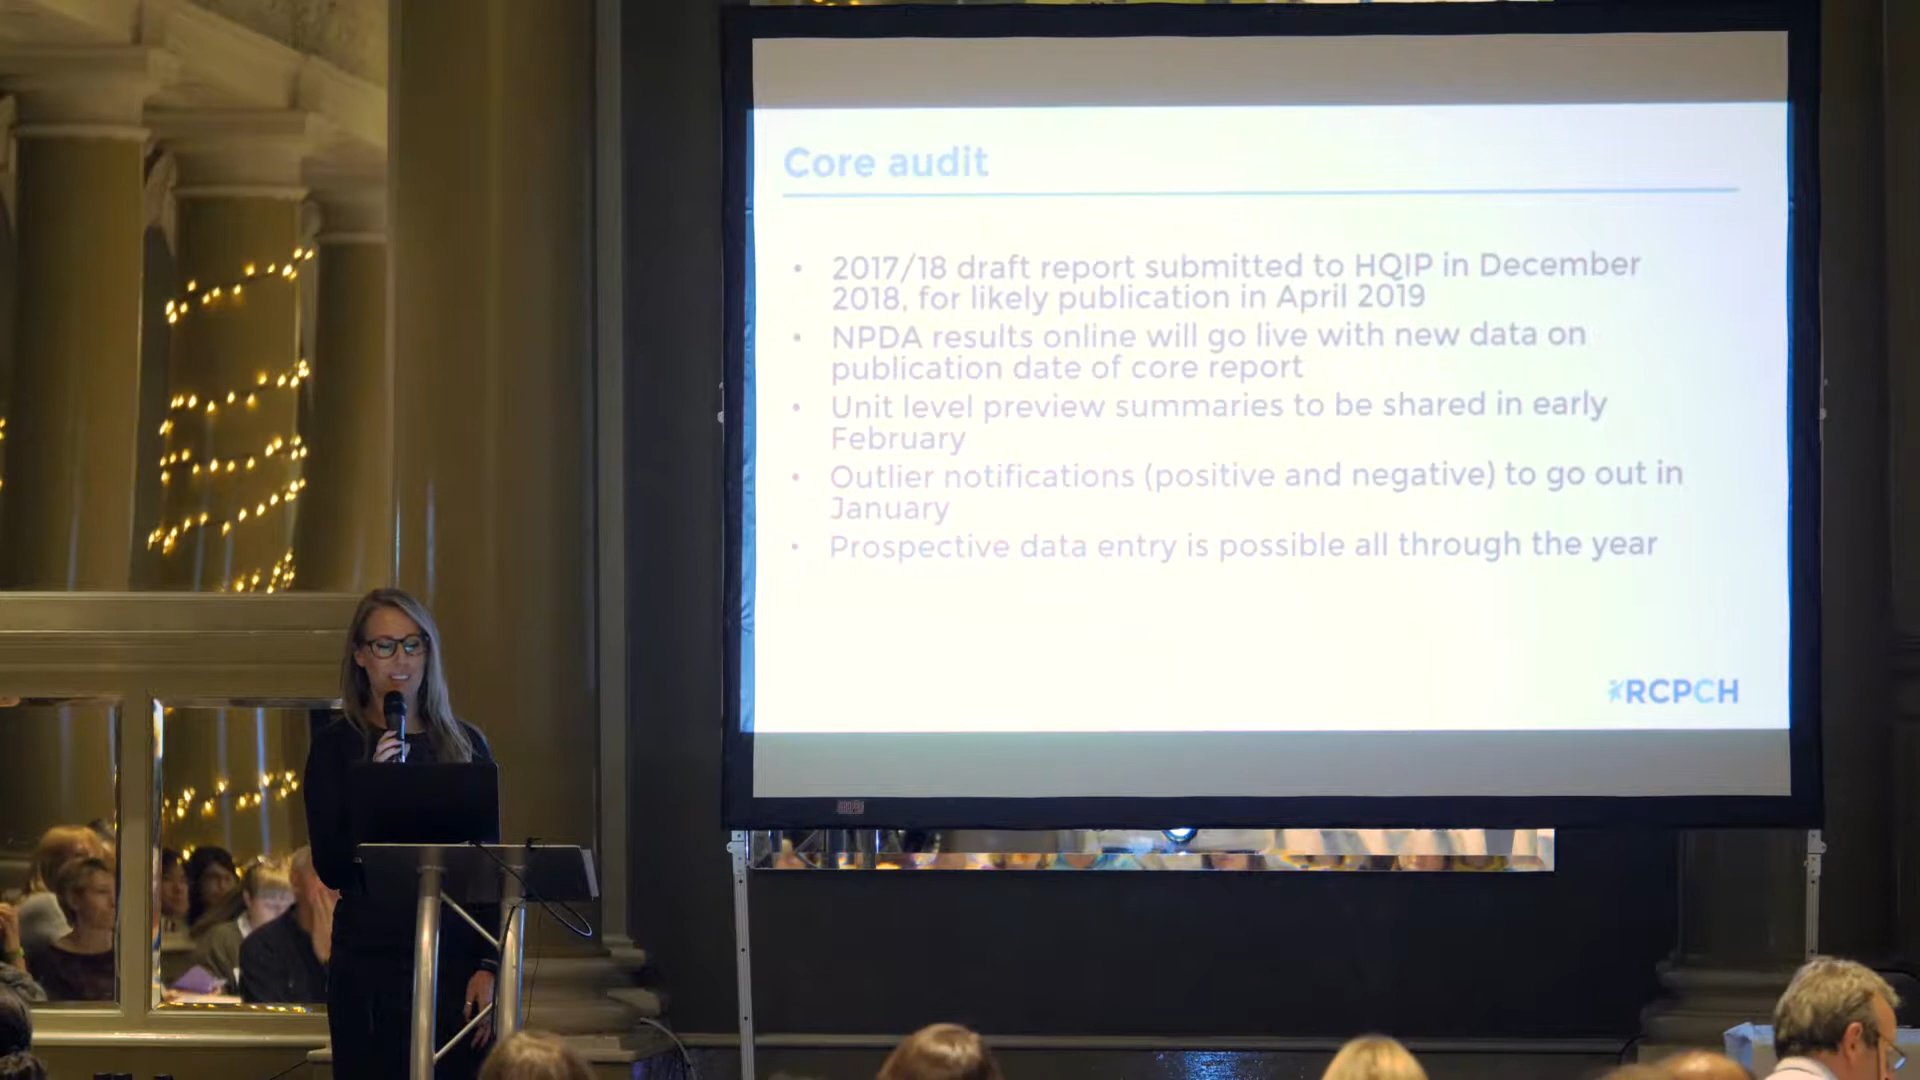 Core audit
• 2017/18 draft report submitted to HQIP in December
2018, for likely publication in April 2019
• NPDA results online will go live with new data on
publication date of core report
• Unit level preview summaries to be shared in early
February
• Outlier notifications (positive and negative) to go out in
January
• Prospective data entry is possible all through the year
RCPCH